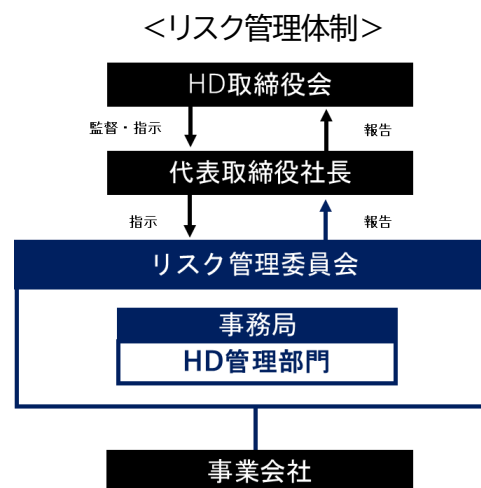 ＜リスク管理体制＞
HD取締役会
監督・指示
報告
代表取締役社長
指示
報告
リスク管理委員会
事務局
HD管理部門
事業会社